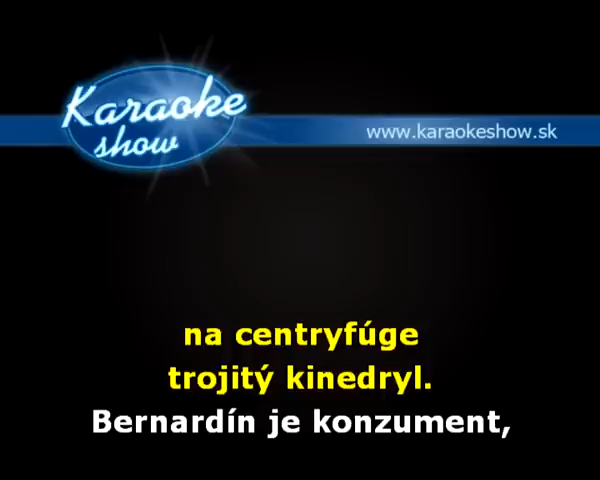 Karaoke
show
www.karaokeshow.sk
na centryfúge
trojitý kinedryl.
Bernardín je konzument,